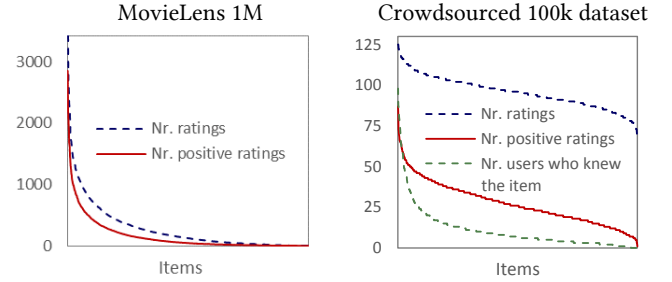 MovieLens 1M
3000
2000
1000
0
Nr. ratings
Nr. positive ratings
Items
Crowdsourced 100k dataset
125
100
75
50
25
0
Nr. ratings
Nr. positive ratings
Nr. users who knew
the item
Items